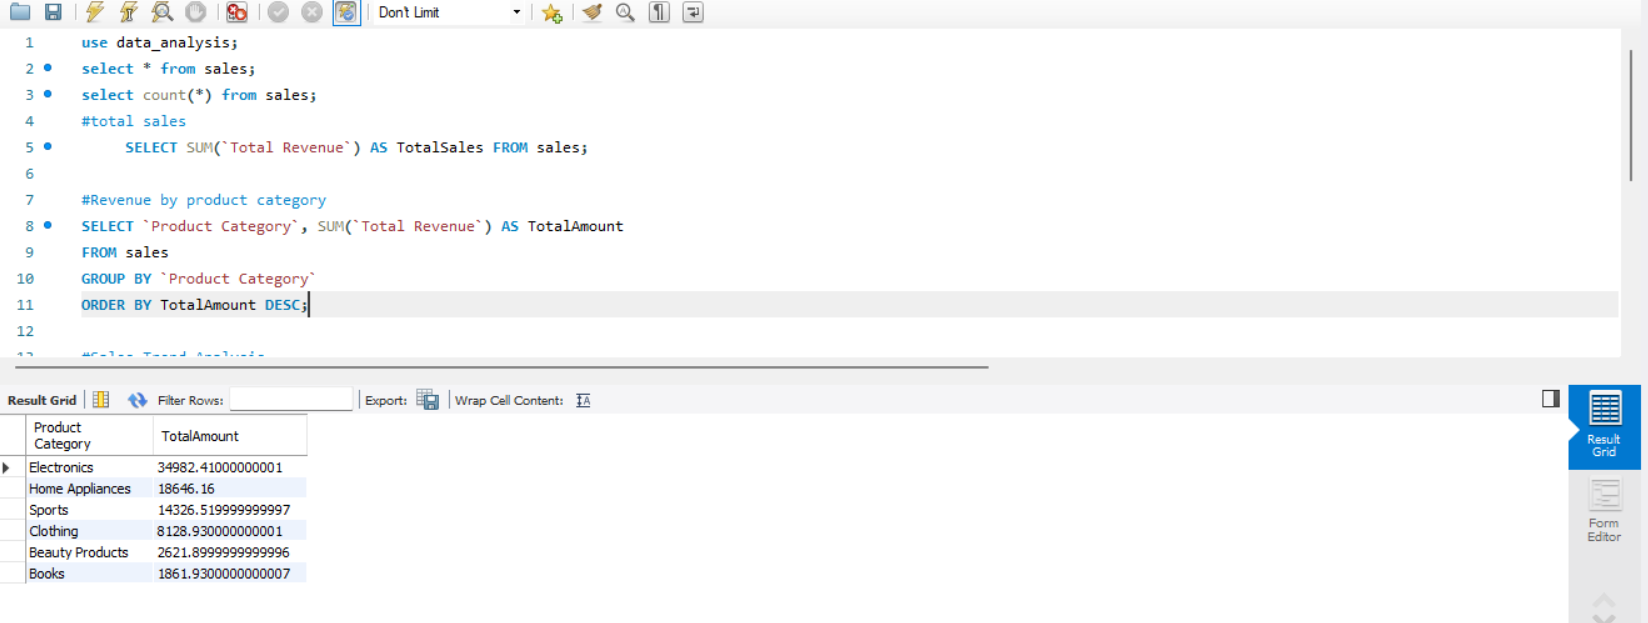 Don't Limit
1 use data_analysis;
2 select * from sales;
3 select count(*) from sales;
4 #total sales
5 SELECT SUM(`Total Revenue`) AS TotalSales FROM sales;
6
7 #Revenue by product category
8 SELECT `Product Category`, SUM(`Total Revenue`) AS TotalAmount
9 FROM sales
10 GROUP BY `Product Category`
11 ORDER BY TotalAmount DESC;
12
13 #Sales Trend Analysis
Result Grid Filter Rows: Export: Wrap Cell Content:
Product
Category TotalAmount
Electronics 34982.41000000001
Home Appliances 18646.16
Sports 14326.519999999997
Clothing 8128.930000000001
Beauty Products 2621.8999999999996
Books 1861.9300000000007
Result
Grid
Form
Editor